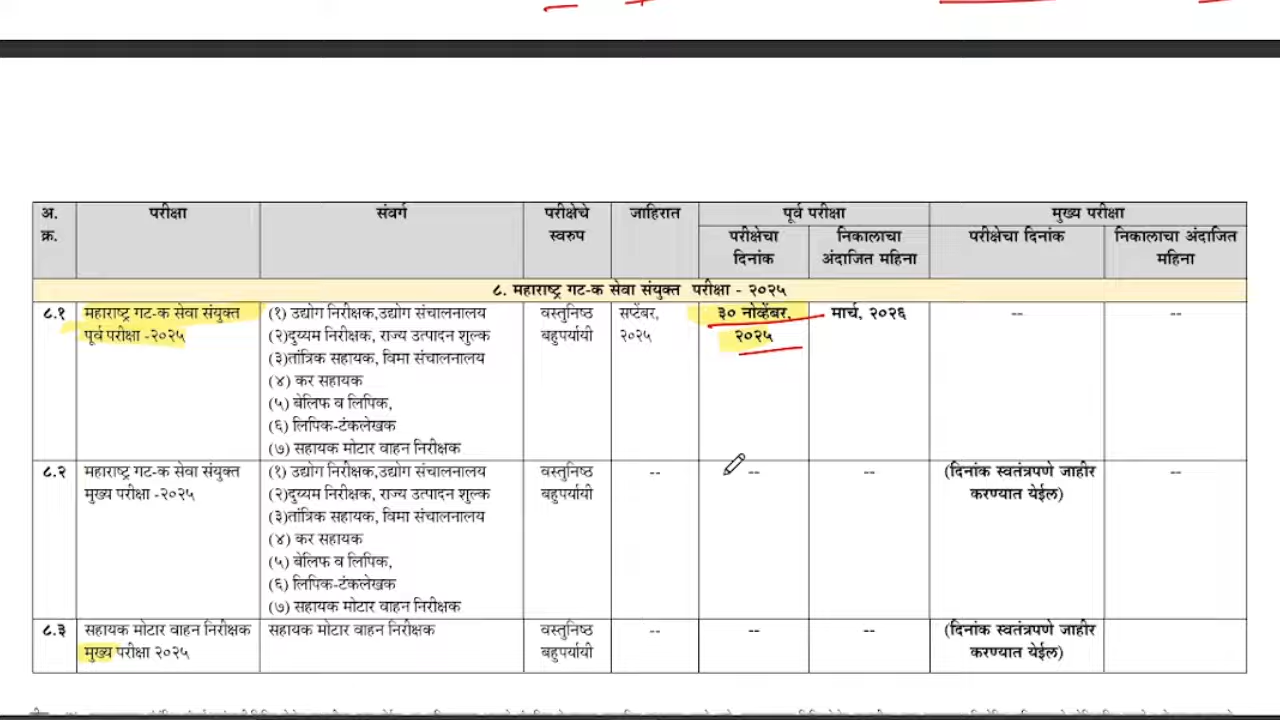 अ. क्र. परीक्षा संवर्ग परीक्षेचे स्वरुप जाहिरात पूर्व परीक्षा मुख्य परीक्षा
परीक्षेचा दिनांक निकालाचा अंदाजित महिना परीक्षेचा दिनांक निकालाचा अंदाजित महिना
८. महाराष्ट्र गट-क सेवा संयुक्त परीक्षा - २०२५
८.१ महाराष्ट्र गट-क सेवा संयुक्त (१) उद्योग निरीक्षक,उद्योग संचालनालय वस्तुनिष्ठ सप्टेंबर, ३० नोव्हेंबर, मार्च, २०२६ -- --
पूर्व परीक्षा -२०२५ (२)दुय्यम निरीक्षक, राज्य उत्पादन शुल्क बहुपर्यायी २०२५ २०२५
(३)तांत्रिक सहायक, विमा संचालनालय
(४) कर सहायक
(५) बेलिफ व लिपिक,
(६) लिपिक-टंकलेखक
(७) सहायक मोटार वाहन निरीक्षक
८.२ महाराष्ट्र गट-क सेवा संयुक्त (१) उद्योग निरीक्षक,उद्योग संचालनालय वस्तुनिष्ठ -- -- -- (दिनांक स्वतंत्रपणे जाहीर --
मुख्य परीक्षा -२०२५ (२)दुय्यम निरीक्षक, राज्य उत्पादन शुल्क बहुपर्यायी करण्यात येईल)
(३)तांत्रिक सहायक, विमा संचालनालय
(४) कर सहायक
(५) बेलिफ व लिपिक,
(६) लिपिक-टंकलेखक
(७) सहायक मोटार वाहन निरीक्षक
८.३ सहायक मोटार वाहन निरीक्षक सहायक मोटार वाहन निरीक्षक वस्तुनिष्ठ -- -- -- (दिनांक स्वतंत्रपणे जाहीर
मुख्य परीक्षा २०२५ बहुपर्यायी करण्यात येईल)